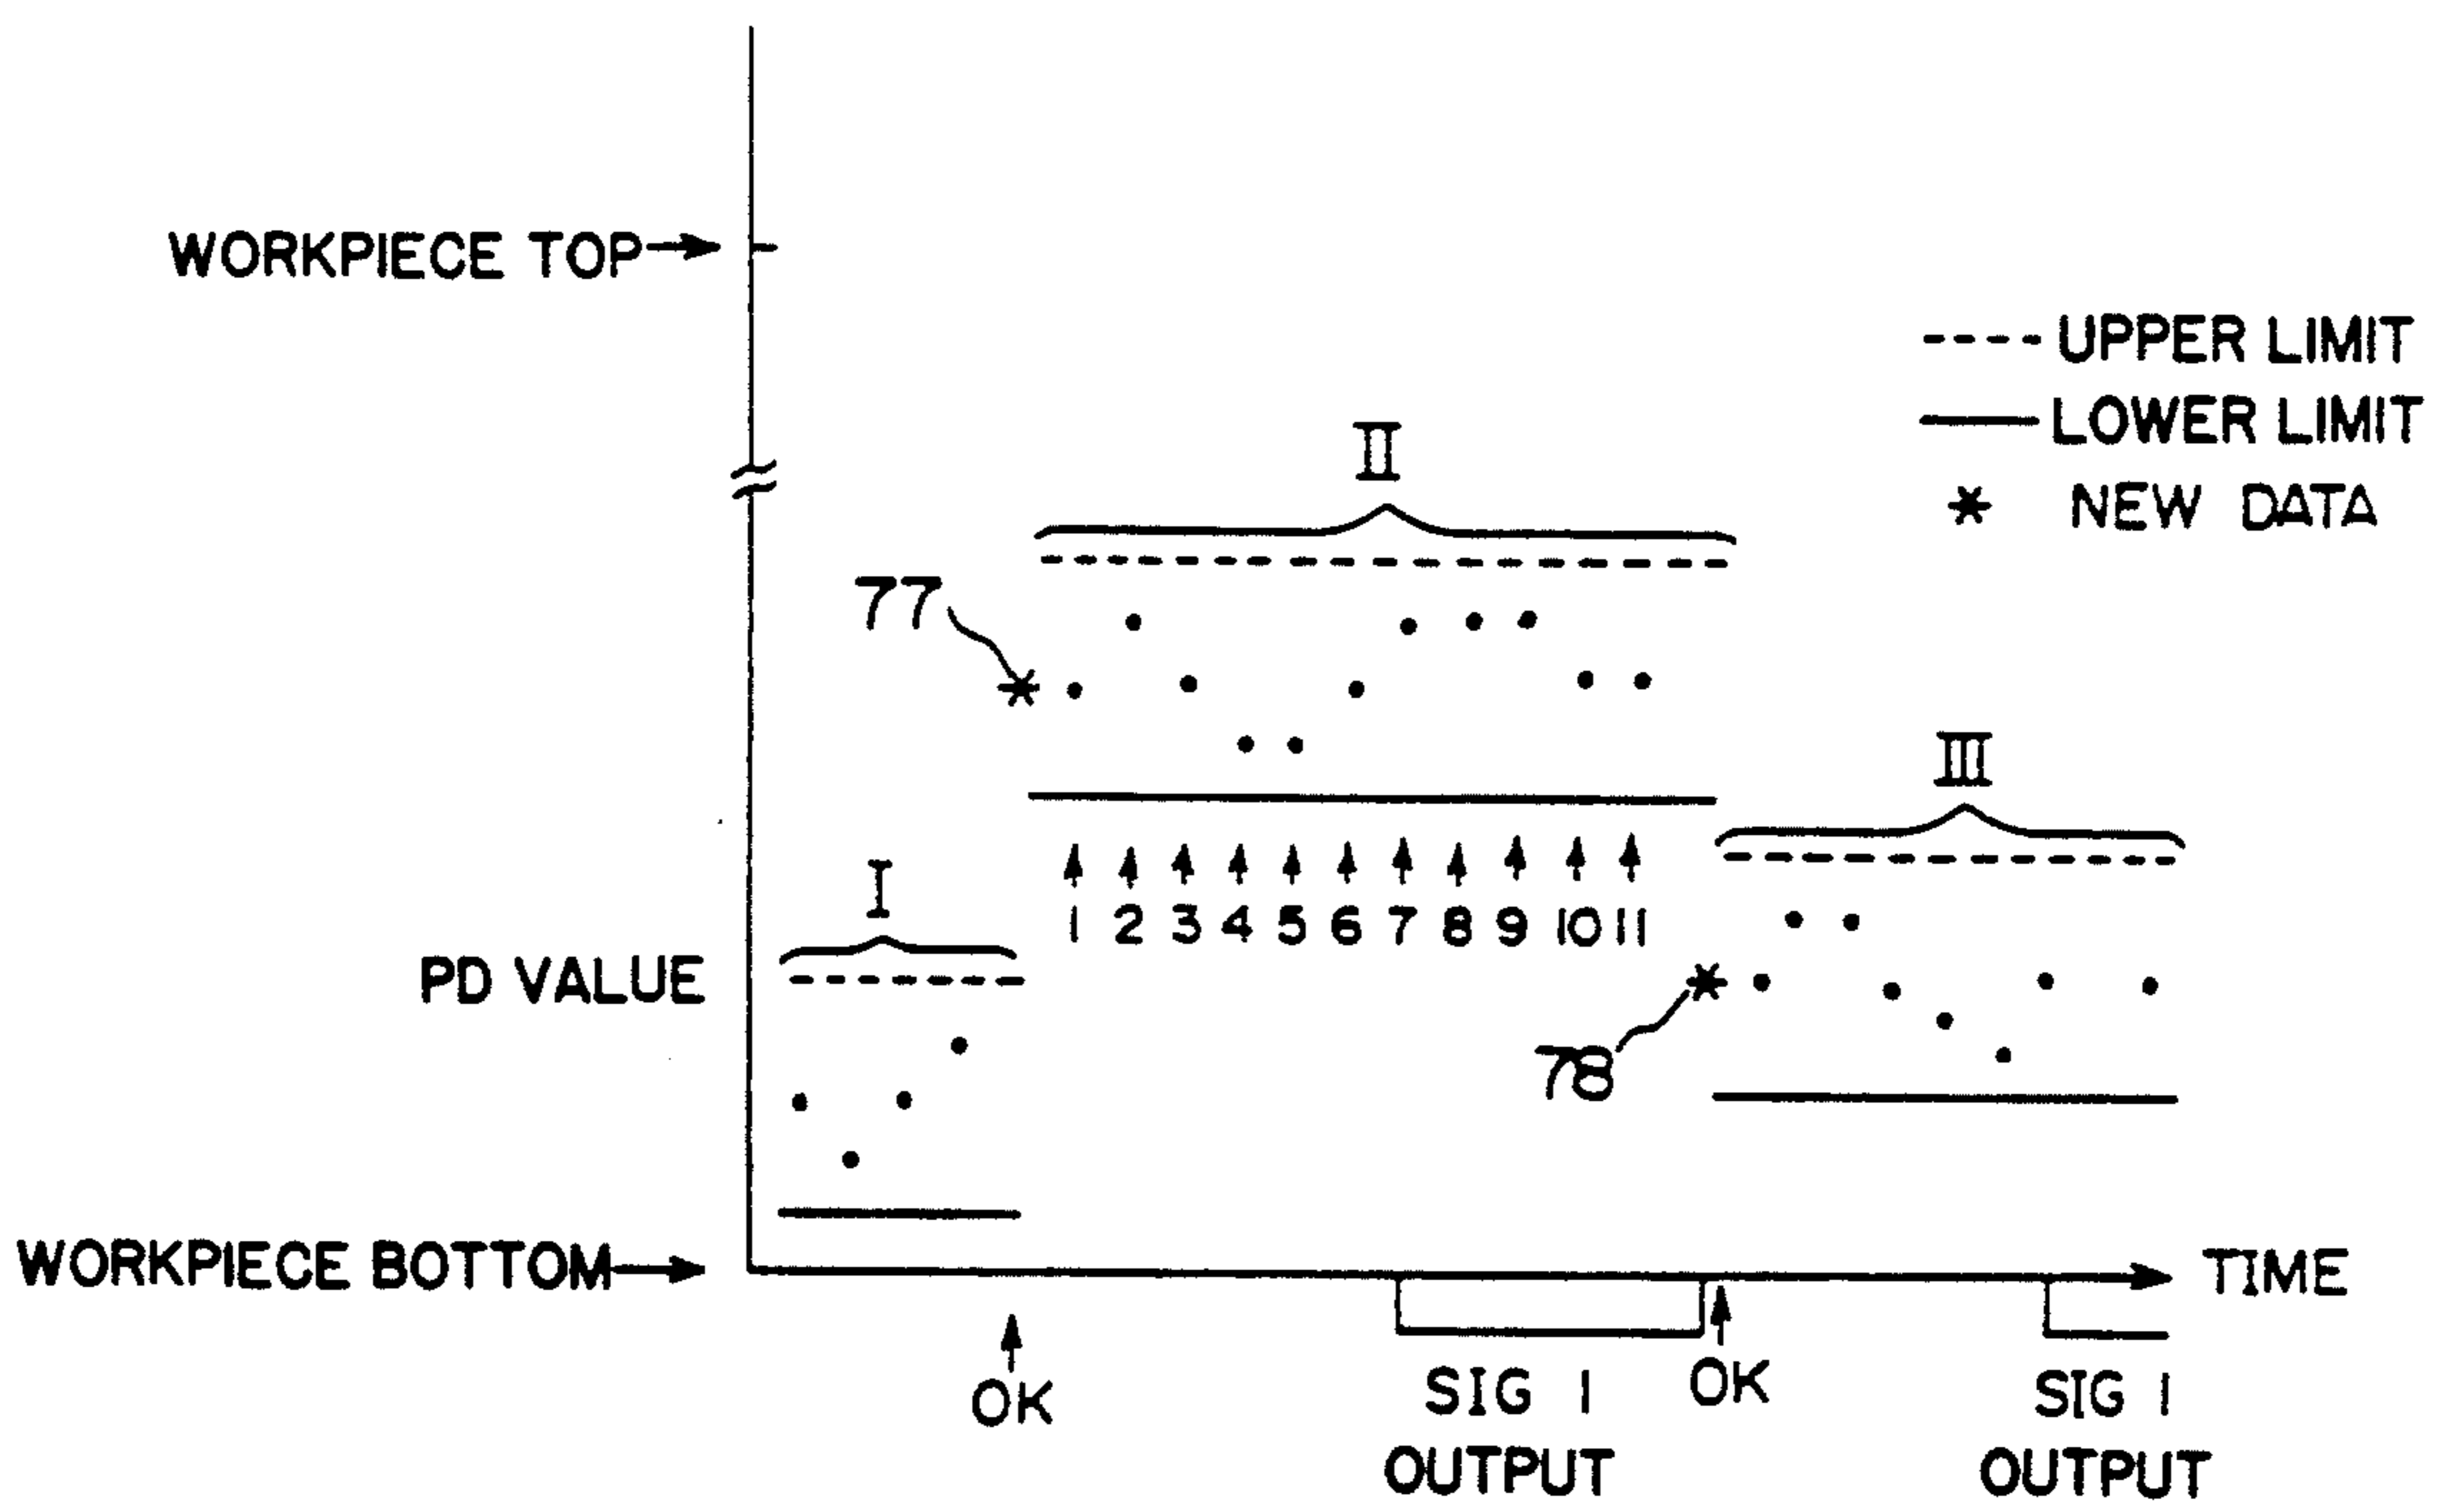 WORKPIECE TOP
UPPER LIMIT
LOWER LIMIT
* NEW DATA
II
77
III
I
1 2 3 4 5 6 7 8 9 10 11
PD VALUE
78
WORKPIECE BOTTOM
TIME
OK
SIG 1
OUTPUT
OK
SIG 1
OUTPUT